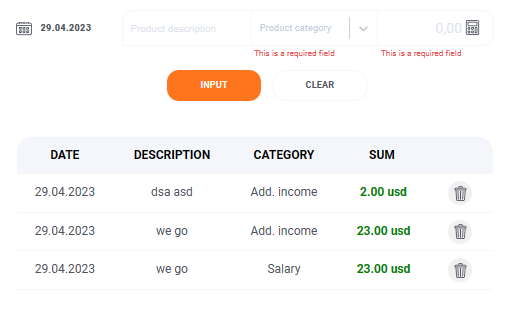 29.04.2023 Product description Product category 0,00
This is a required field This is a required field
INPUT CLEAR
DATE DESCRIPTION CATEGORY SUM
29.04.2023 dsa asd Add. income 2.00 usd
29.04.2023 we go Add. income 23.00 usd
29.04.2023 we go Salary 23.00 usd